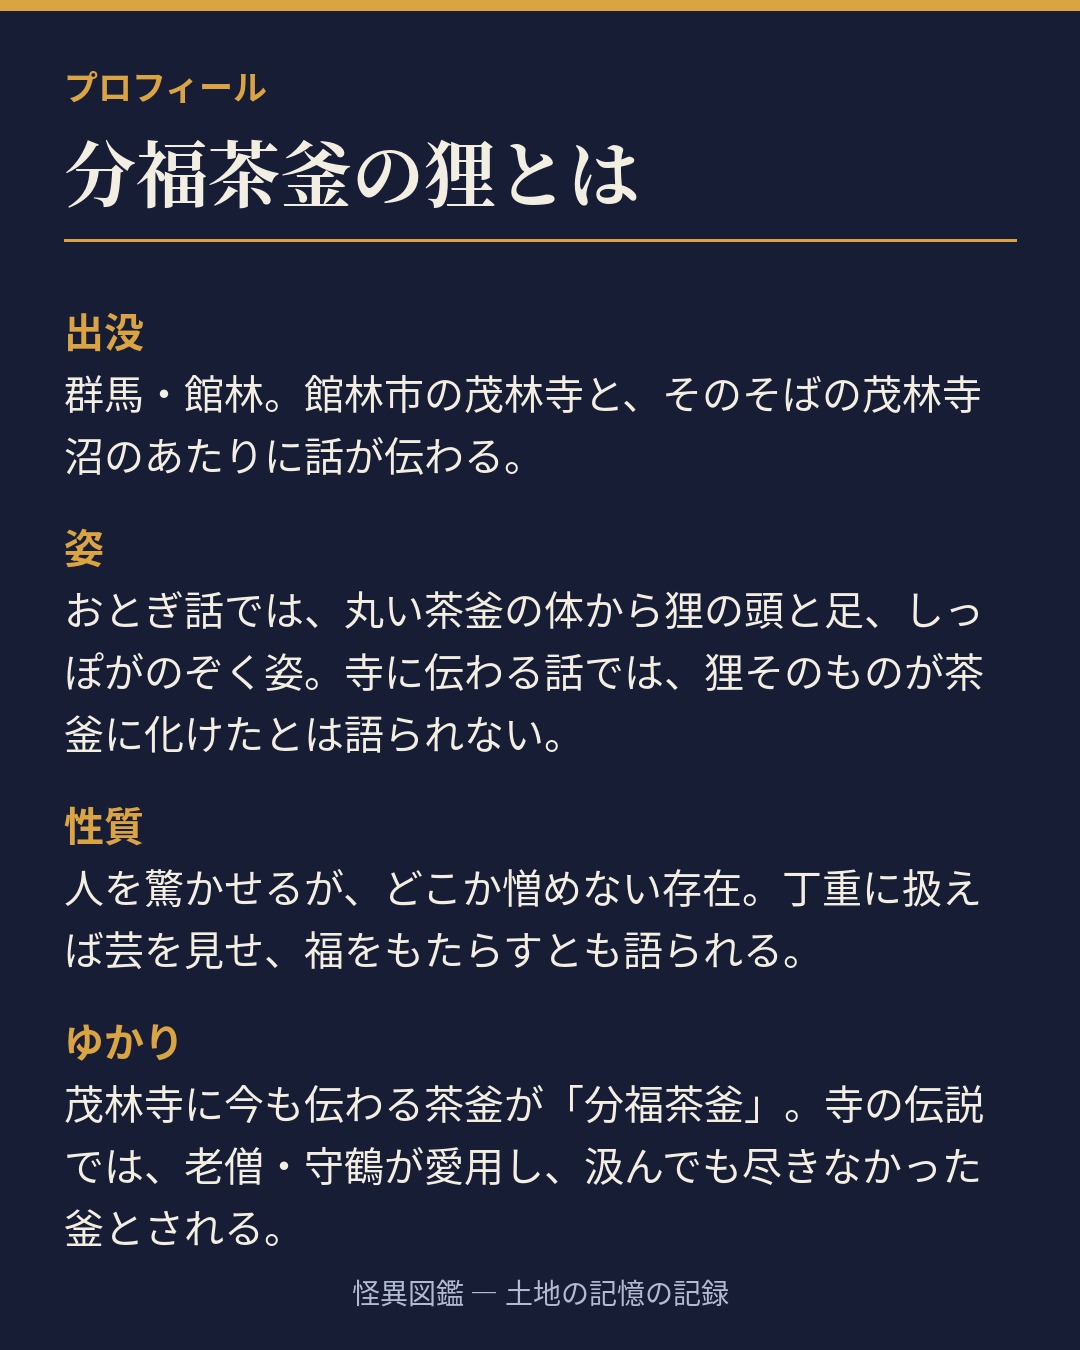 プロフィール
分福茶釜の狸とは
出没
群馬・館林。館林市の茂林寺と、そのそばの茂林寺
沼のあたりに話が伝わる。
姿
おとぎ話では、丸い茶釜の体から狸の頭と足、しっ
ぽがのぞく姿。寺に伝わる話では、狸そのものが茶
釜に化けたとは語られない。
性質
人を驚かせるが、どこか憎めない存在。丁重に扱え
ば芸を見せ、福をもたらすとも語られる。
ゆかり
茂林寺に今も伝わる茶釜が「分福茶釜」。寺の伝説
では、老僧・守鶴が愛用し、汲んでも尽きなかった
釜とされる。
怪異図鑑 — 土地の記憶の記録